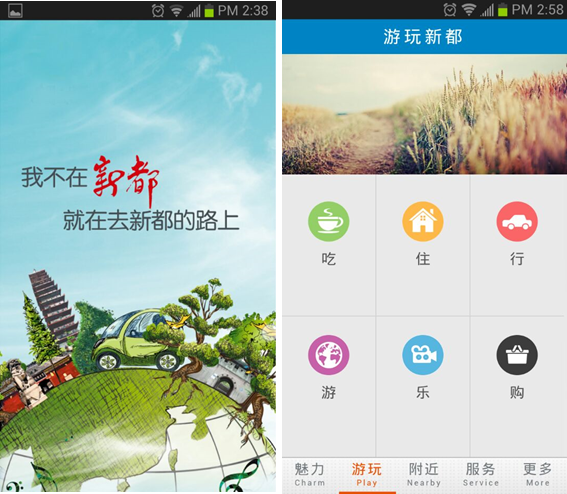 PM 2:38
我不在新都
就在去新都的路上
PM 2:58
游玩新都
吃
住
行
游
乐
购
魅力
Charm
游玩
Play
附近
Nearby
服务
Service
更多
More